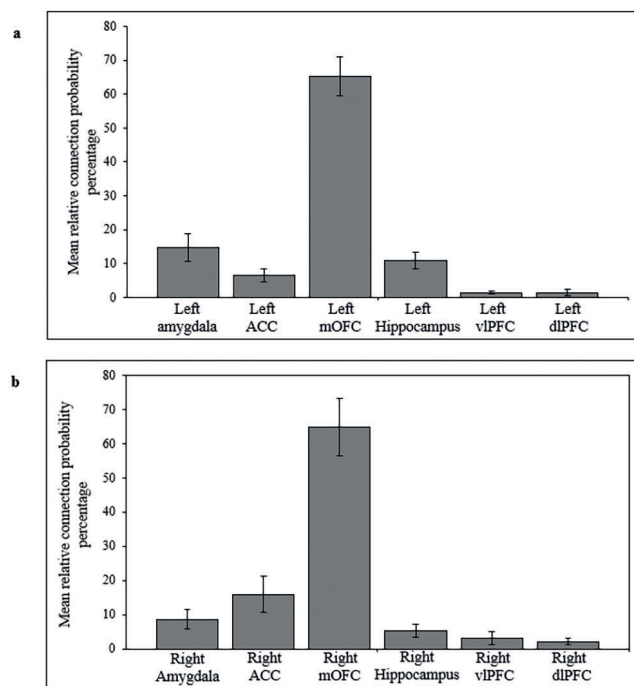 a
Mean relative connection probability
percentage
80
70
60
50
40
30
20
10
0
Left Left Left Left Left Left
amygdala ACC mOFC Hippocampus vlPFC dlPFC
b
Mean relative connection probability
percentage
80
70
60
50
40
30
20
10
0
Right Right Right Right Right Right
Amygdala ACC mOFC Hippocampus vlPFC dlPFC